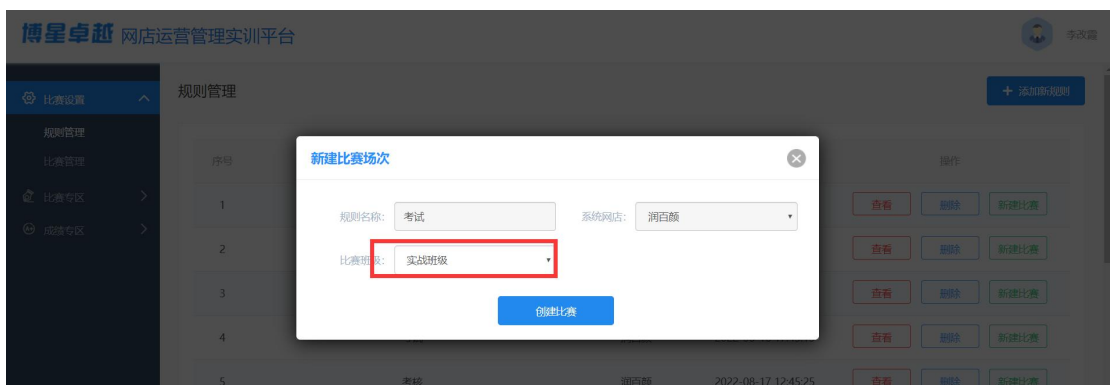 博星卓越 网店运营管理实训平台
李改霞
比赛设置
规则管理
+ 添加新规则
规则管理
比赛管理
比赛专区
成绩专区
序号
操作
新建比赛场次
规则名称: 考试
系统网店: 润百颜
比赛班级: 实战班级
创建比赛
1
查看 删除 新建比赛
2
查看 删除 新建比赛
3
查看 删除 新建比赛
4
查看 删除 新建比赛
5 考核 润百颜 2022-08-17 12:45:25 查看 删除 新建比赛